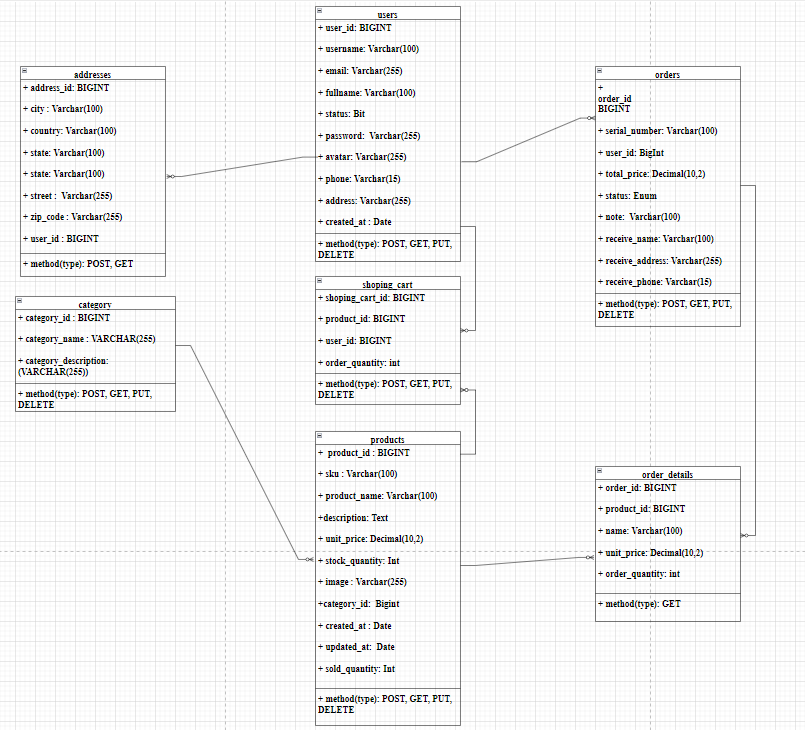 users
+ user_id: BIGINT
+ username: Varchar(100)
+ email: Varchar(255)
+ fullname: Varchar(100)
+ status: Bit
+ password:  Varchar(255)
+ avatar: Varchar(255)
+ phone: Varchar(15)
+ address: Varchar(255)
+ created_at : Date
+ method(type): POST, GET, PUT,
DELETE
addresses
+ address_id: BIGINT
+ city : Varchar(100)
+ country: Varchar(100)
+ state: Varchar(100)
+ state: Varchar(100)
+ street :  Varchar(255)
+ zip_code : Varchar(255)
+ user_id : BIGINT
+ method(type): POST, GET
orders
+
order_id
BIGINT
+ serial_number: Varchar(100)
+ user_id: BigInt
+ total_price: Decimal(10,2)
+ status: Enum
+ note:  Varchar(100)
+ receive_name: Varchar(100)
+ receive_address: Varchar(255)
+ receive_phone: Varchar(15)
+ method(type): POST, GET, PUT,
DELETE
shoping_cart
+ shoping_cart_id: BIGINT
+ product_id: BIGINT
+ user_id: BIGINT
+ order_quantity: int
+ method(type): POST, GET, PUT,
DELETE
category
+ category_id : BIGINT
+ category_name : VARCHAR(255)
+ category_description:
(VARCHAR(255))
+ method(type): POST, GET, PUT,
DELETE
products
+  product_id : BIGINT
+ sku : Varchar(100)
+ product_name: Varchar(100)
+description: Text
+ unit_price: Decimal(10,2)
+ stock_quantity: Int
+ image : Varchar(255)
+category_id:  Bigint
+ created_at : Date
+ updated_at:  Date
+ sold_quantity: Int
+ method(type): POST, GET, PUT,
DELETE
order_details
+ order_id: BIGINT
+ product_id: BIGINT
+ name: Varchar(100)
+ unit_price: Decimal(10,2)
+ order_quantity: int
+ method(type): GET